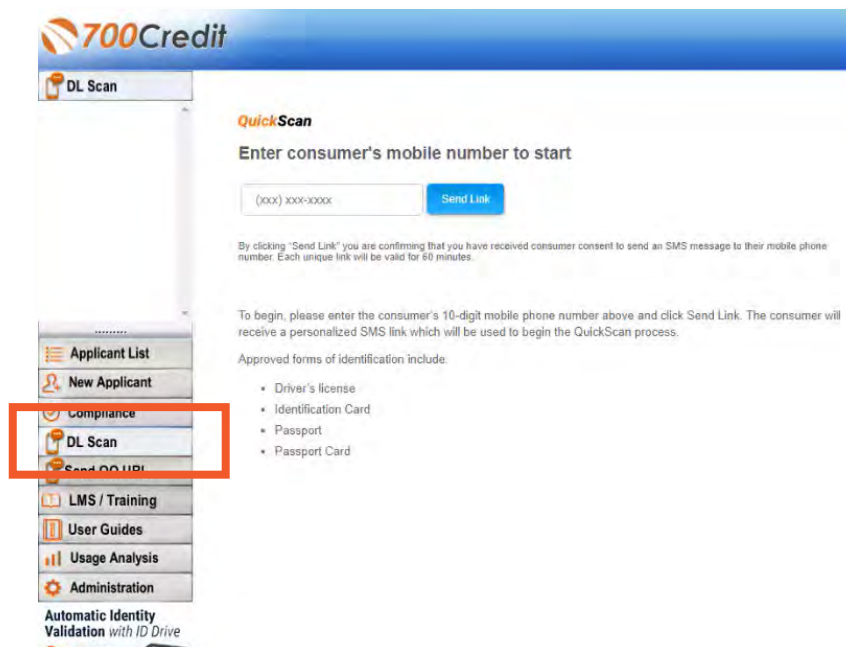 700Credit
DL Scan
QuickScan
Enter consumer's mobile number to start
(xxx) xxx-xxxx
Send Link
By clicking "Send Link" you are confirming that you have received consumer consent to send an SMS message to their mobile phone
number. Each unique link will be valid for 60 minutes.
To begin, please enter the consumer's 10-digit mobile phone number above and click Send Link. The consumer will
receive a personalized SMS link which will be used to begin the QuickScan process.
Approved forms of identification include:
Driver's license
Identification Card
Passport
Passport Card
Applicant List
New Applicant
Compliance
DL Scan
Send QQ URL
LMS / Training
User Guides
Usage Analysis
Administration
Automatic Identity
Validation with ID Drive